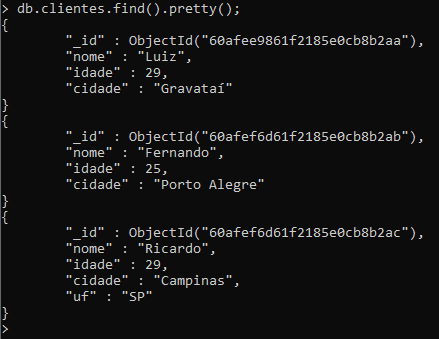 > db.clientes.find().pretty();
{
        "_id" : ObjectId("60afee9861f2185e0cb8b2aa"),
        "nome" : "Luiz",
        "idade" : 29,
        "cidade" : "Gravataí"
}
{
        "_id" : ObjectId("60afef6d61f2185e0cb8b2ab"),
        "nome" : "Fernando",
        "idade" : 25,
        "cidade" : "Porto Alegre"
}
{
        "_id" : ObjectId("60afef6d61f2185e0cb8b2ac"),
        "nome" : "Ricardo",
        "idade" : 29,
        "cidade" : "Campinas",
        "uf" : "SP"
}
>